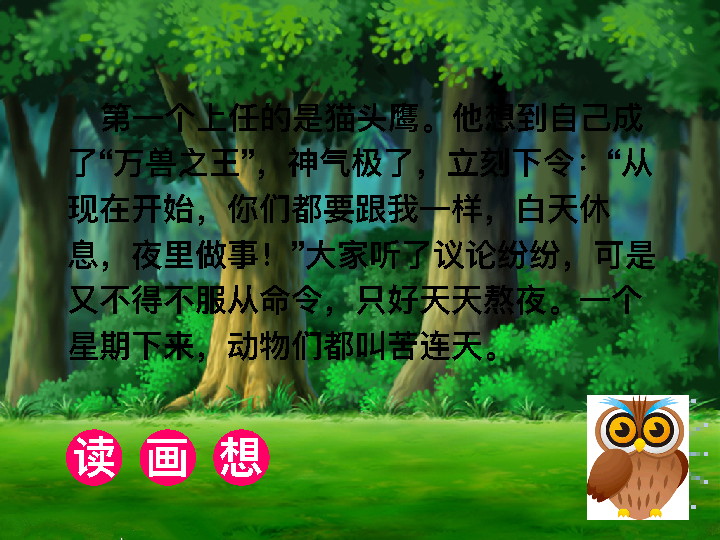 第一个上任的是猫头鹰。他想到自己成
了“万兽之王”，神气极了，立刻下令：“从
现在开始，你们都要跟我一样，白天休
息，夜里做事！”大家听了议论纷纷，可是
又不得不服从命令，只好天天熬夜。一个
星期下来，动物们都叫苦连天。
读 画 想